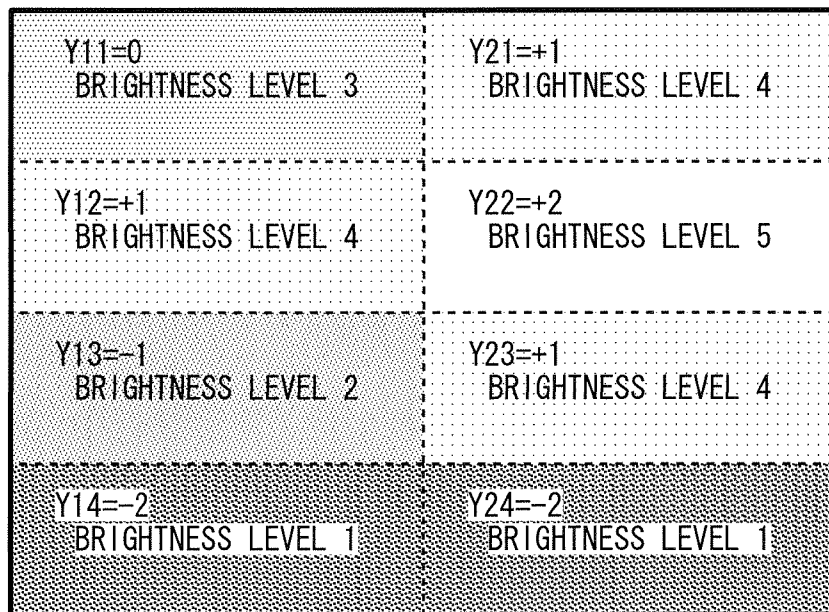 Y11=0
BRIGHTNESS LEVEL 3
Y21=+1
BRIGHTNESS LEVEL 4
Y12=+1
BRIGHTNESS LEVEL 4
Y22=+2
BRIGHTNESS LEVEL 5
Y13=−1
BRIGHTNESS LEVEL 2
Y23=+1
BRIGHTNESS LEVEL 4
Y14=−2
BRIGHTNESS LEVEL 1
Y24=−2
BRIGHTNESS LEVEL 1